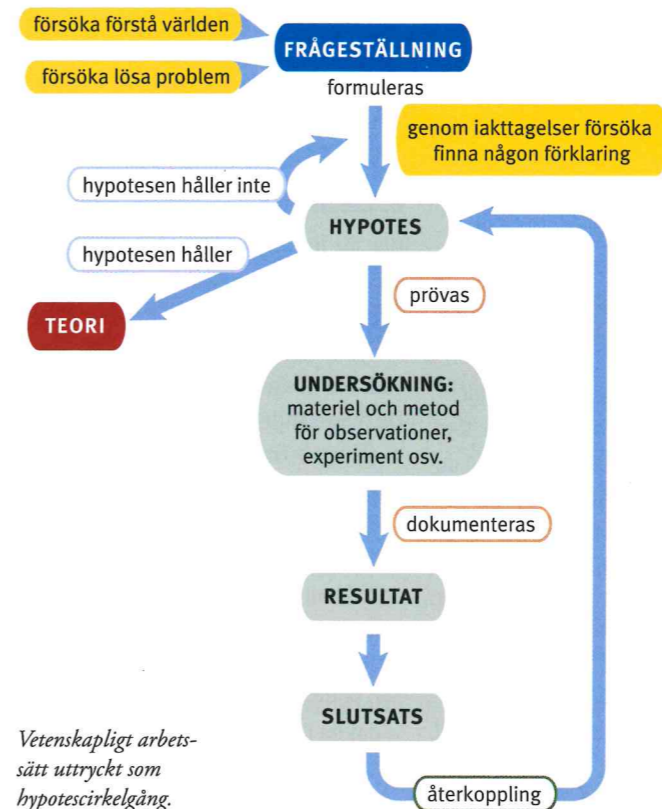 försöka förstå världen
FRÅGESTÄLLNING
försöka lösa problem
formuleras
genom iakttagelser försöka
finna någon förklaring
hypotesen håller inte
HYPOTES
hypotesen håller
prövas
TEORI
UNDERSÖKNING:
materiel och metod
för observationer,
experiment osv.
dokumenteras
RESULTAT
SLUTSATS
återkoppling
Vetenskapligt arbets-
sätt uttryckt som
hypotescirkelgång.